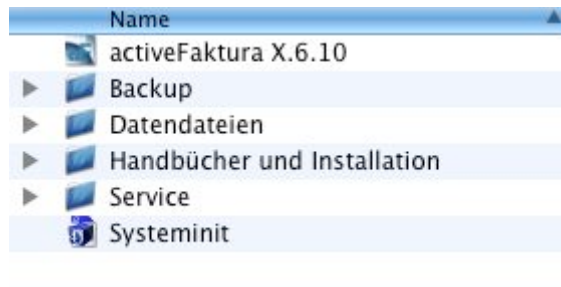 Name
activeFaktura X.6.10
Backup
Datendateien
Handbücher und Installation
Service
Systeminit